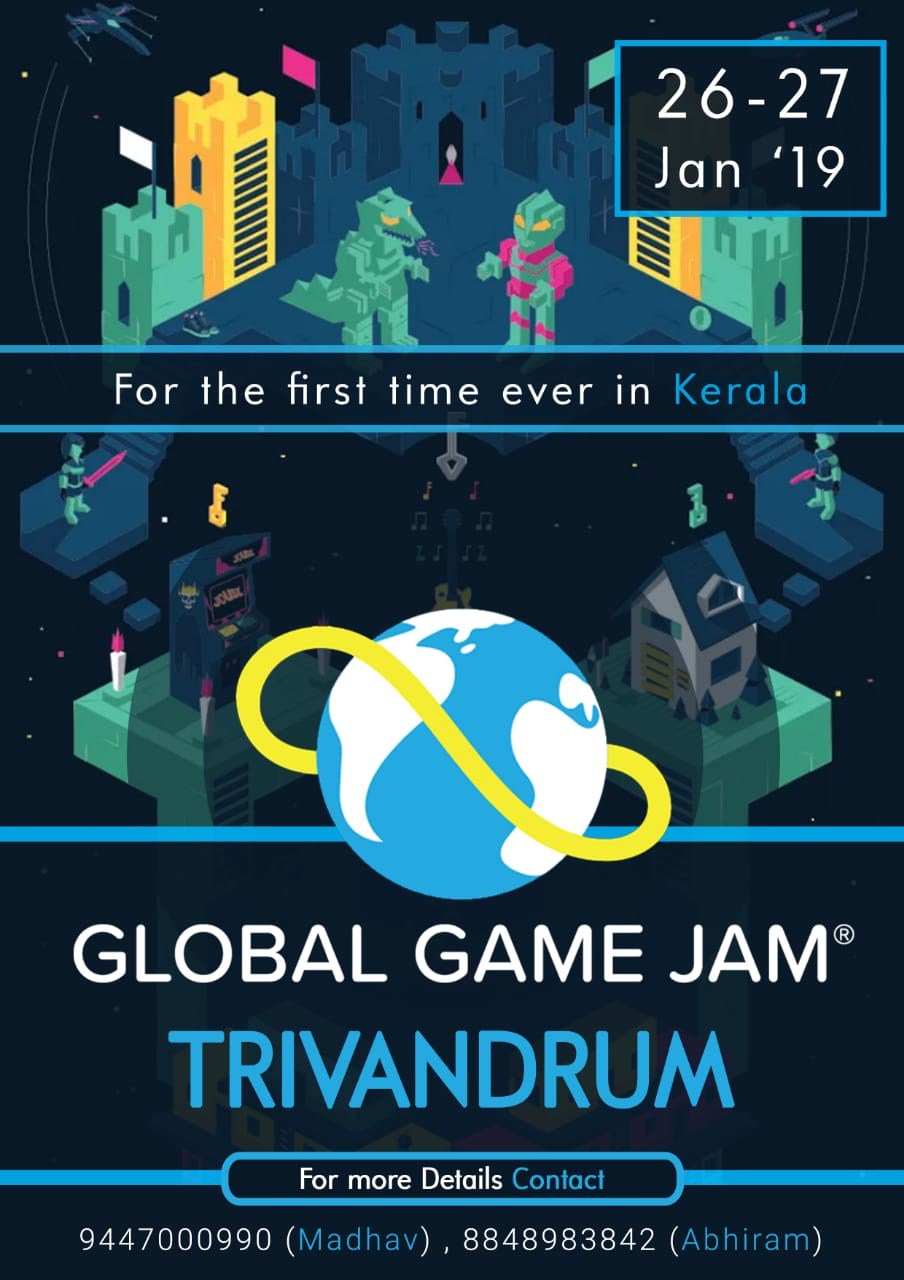 26-27
Jan ‘19
For the first time ever in Kerala
GLOBAL GAME JAM®
TRIVANDRUM
For more Details Contact
9447000990 (Madhav) , 8848983842 (Abhiram)